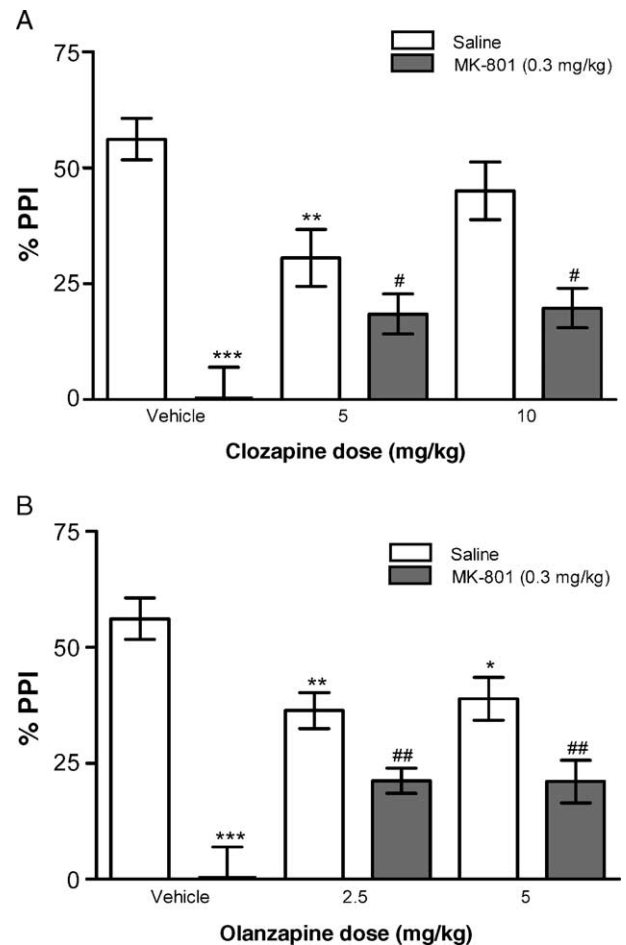 A
75
Saline
MK-801 (0.3 mg/kg)
50
**
% PPI
#
#
25
***
0
Vehicle
5
10
Clozapine dose (mg/kg)
B
75
Saline
MK-801 (0.3 mg/kg)
50
*
**
% PPI
##
##
25
***
0
Vehicle
2.5
5
Olanzapine dose (mg/kg)